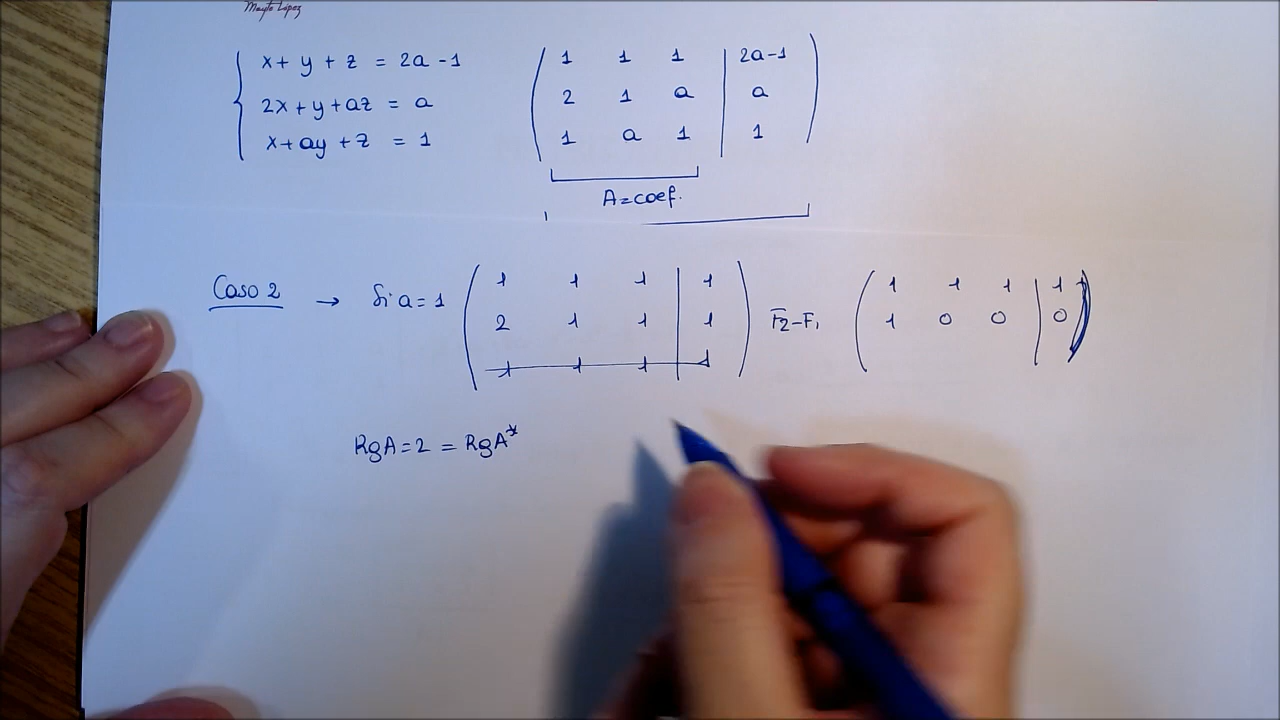 Mayte López
x + y + z = 2a - 1
2x + y + az = a
x + ay + z = 1
1 1 1 | 2a-1
2 1 a | a
1 a 1 | 1
A=coef.
Caso 2 → Si a=1
1 1 1 | 1
2 1 1 | 1
1 1 1 | 1
F2-F1
1 1 1 | 1
1 0 0 | 0
RgA=2=RgA*